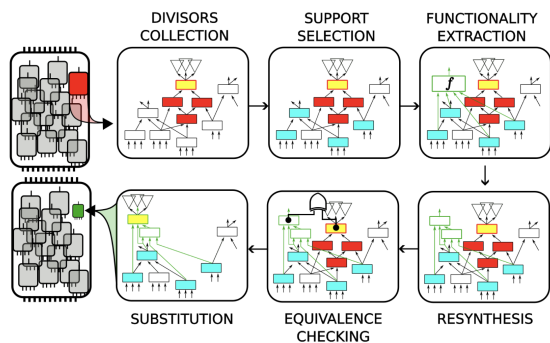 DIVISORS
COLLECTION
SUPPORT
SELECTION
FUNCTIONALITY
EXTRACTION
f
SUBSTITUTION
EQUIVALENCE
CHECKING
RESYNTHESIS